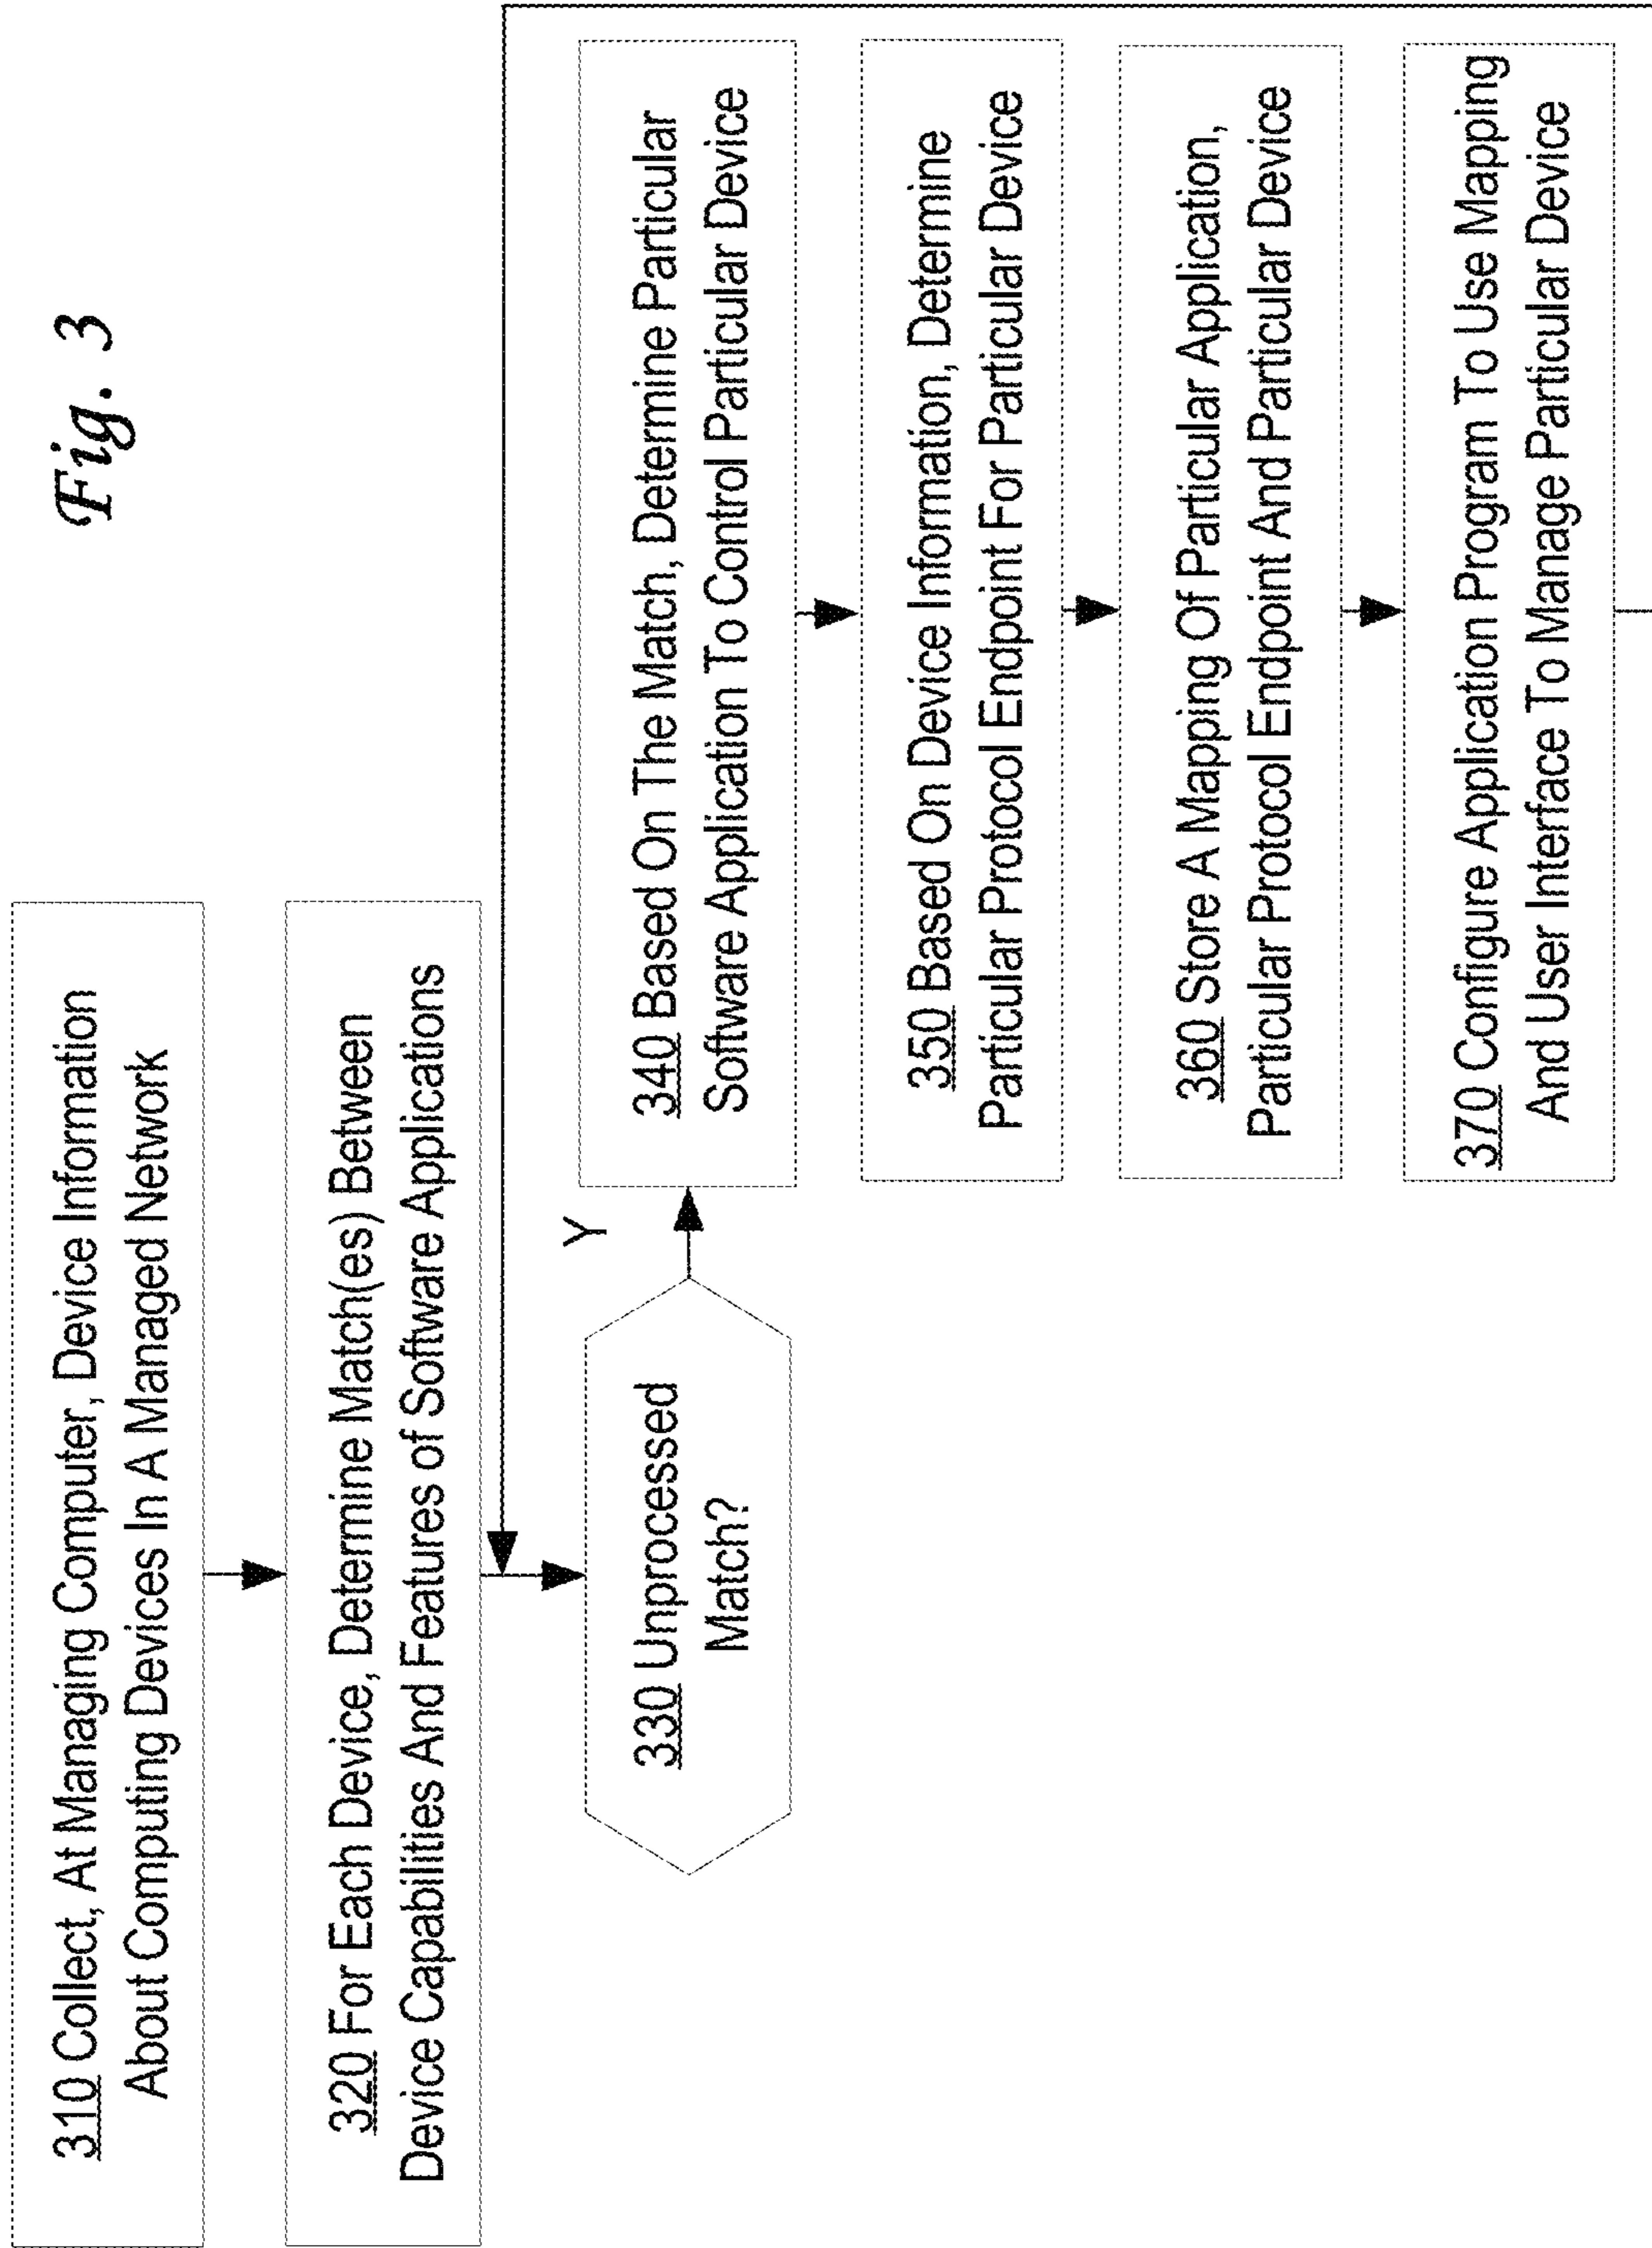 Fig. 3
310 Collect, At Managing Computer, Device Information
About Computing Devices In A Managed Network
320 For Each Device, Determine Match(es) Between
Device Capabilities And Features of Software Applications
330 Unprocessed
Match?
Y
340 Based On The Match, Determine Particular
Software Application To Control Particular Device
350 Based On Device Information, Determine
Particular Protocol Endpoint For Particular Device
360 Store A Mapping Of Particular Application,
Particular Protocol Endpoint And Particular Device
370 Configure Application Program To Use Mapping
And User Interface To Manage Particular Device